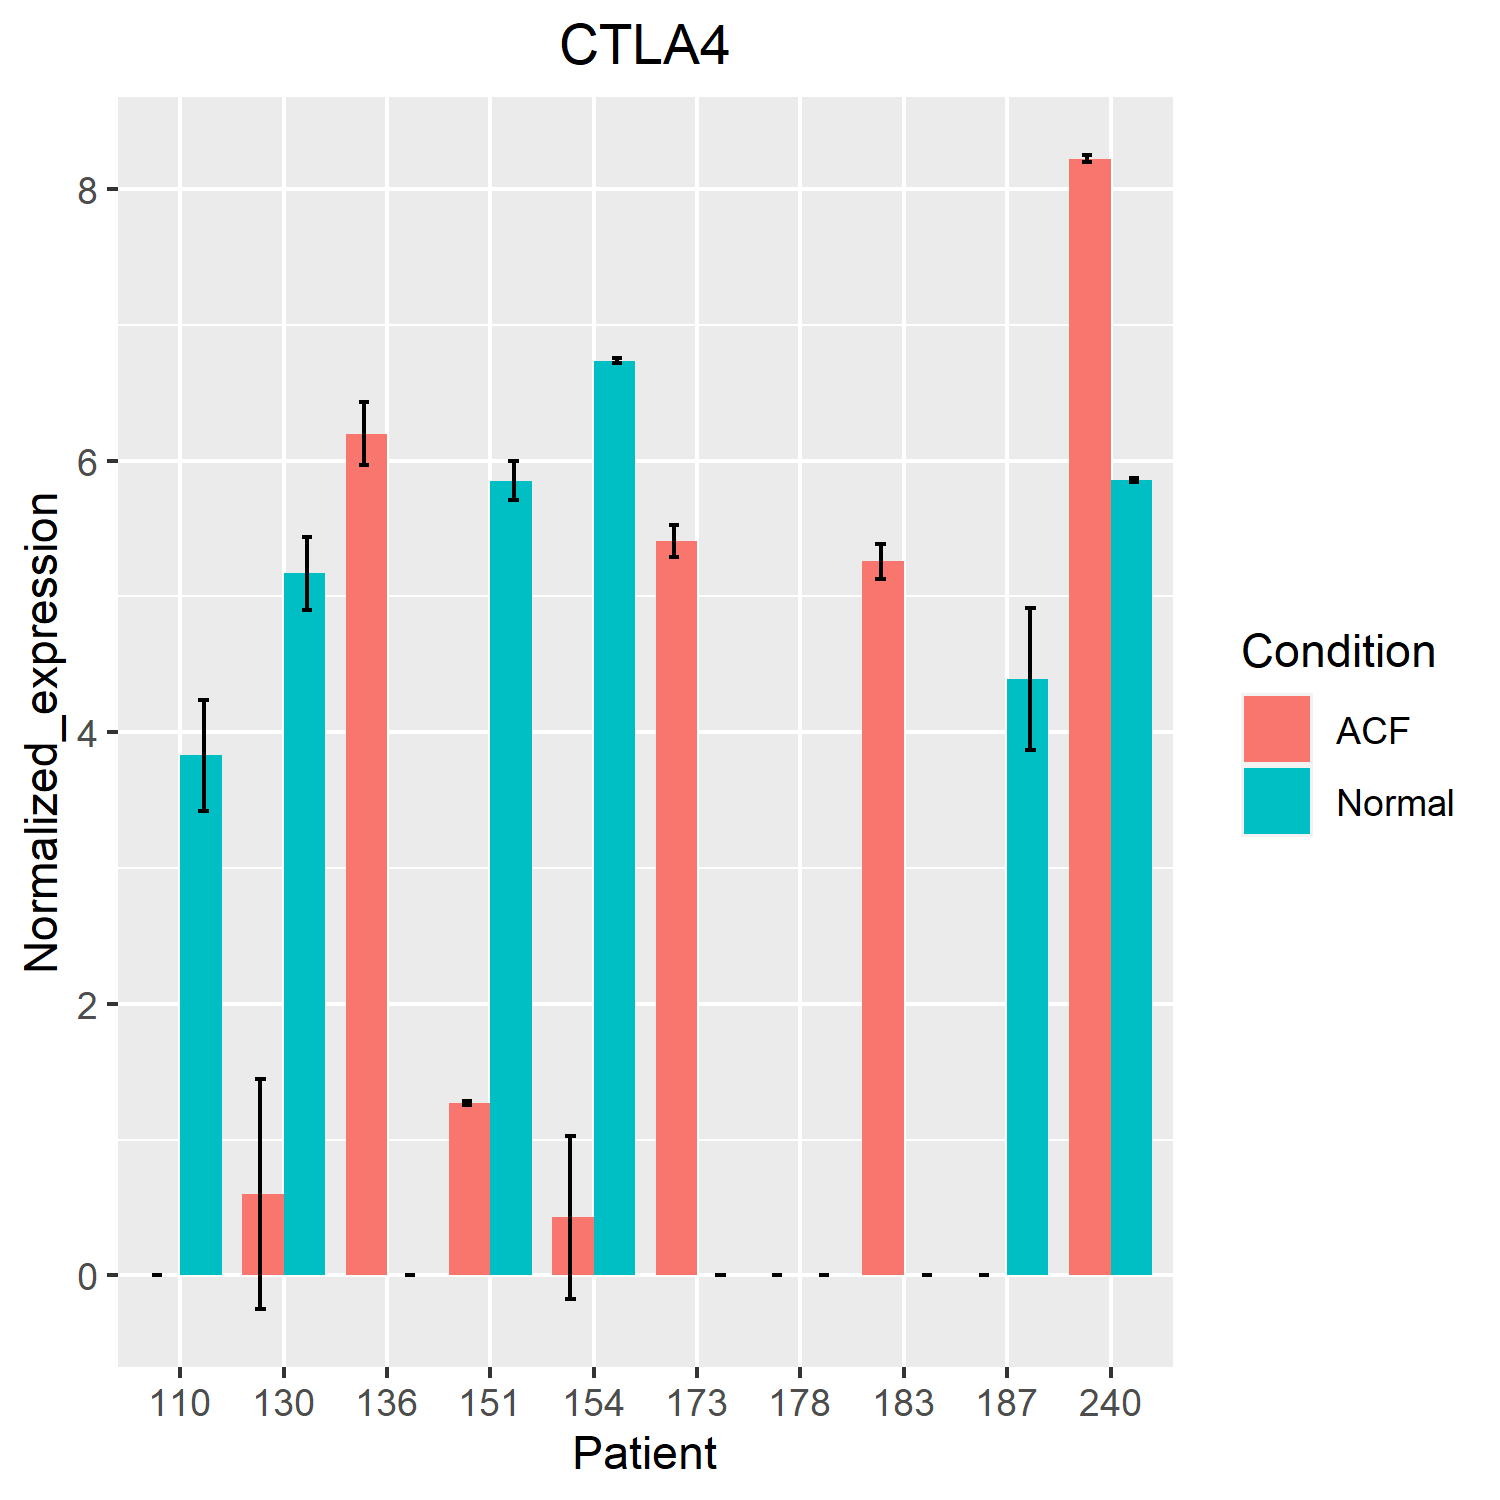 CTLA4
8
6
4
2
0
Normalized_expression
110 130 136 151 154 173 178 183 187 240
Patient
Condition
ACF
Normal